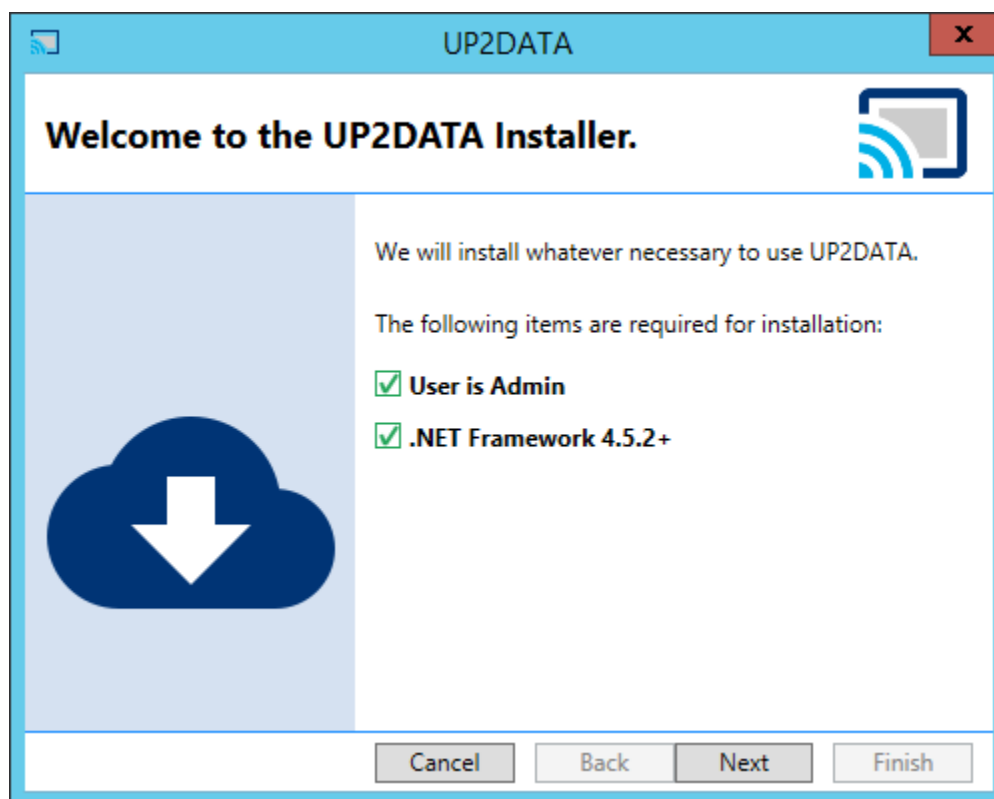 UP2DATA
x
Welcome to the UP2DATA Installer.
We will install whatever necessary to use UP2DATA.
The following items are required for installation:
User is Admin
.NET Framework 4.5.2+
Cancel
Back
Next
Finish